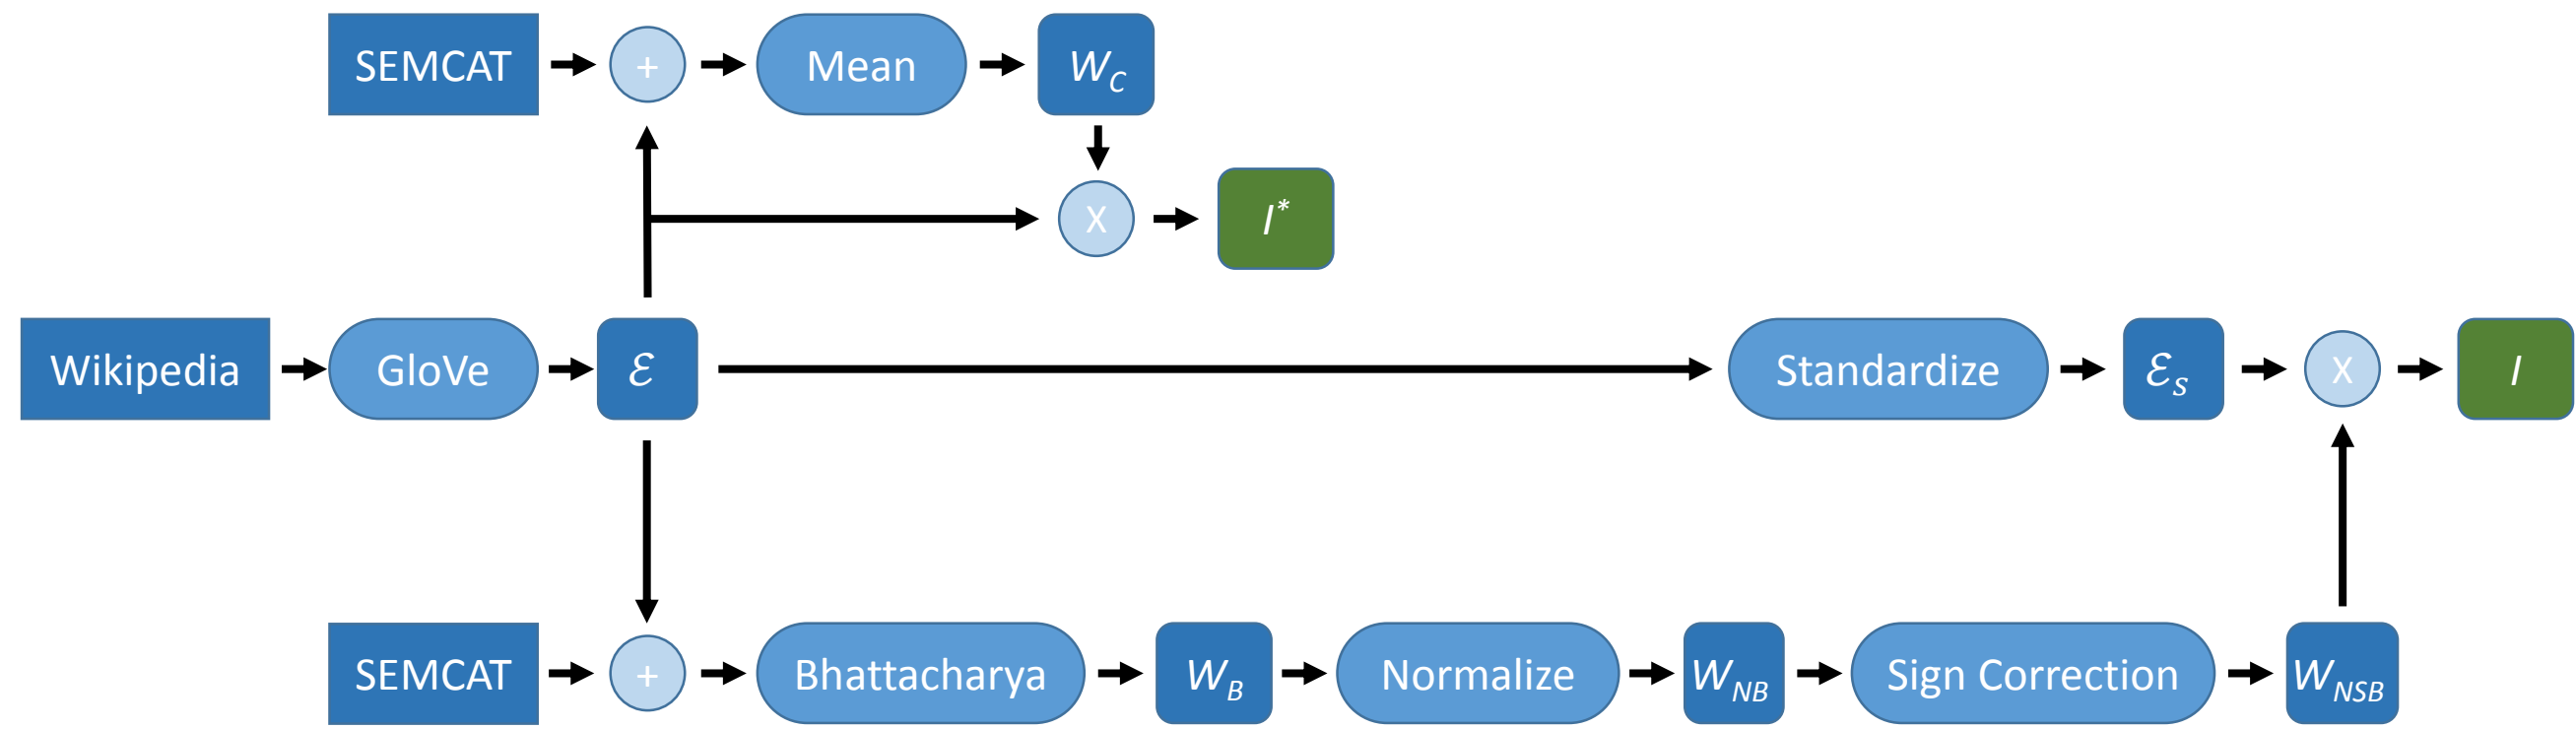 SEMCAT + Mean W_C
X I*
Wikipedia GloVe ℰ Standardize ℰ_S X I
SEMCAT + Bhattacharya W_B Normalize W_NB Sign Correction W_NSB